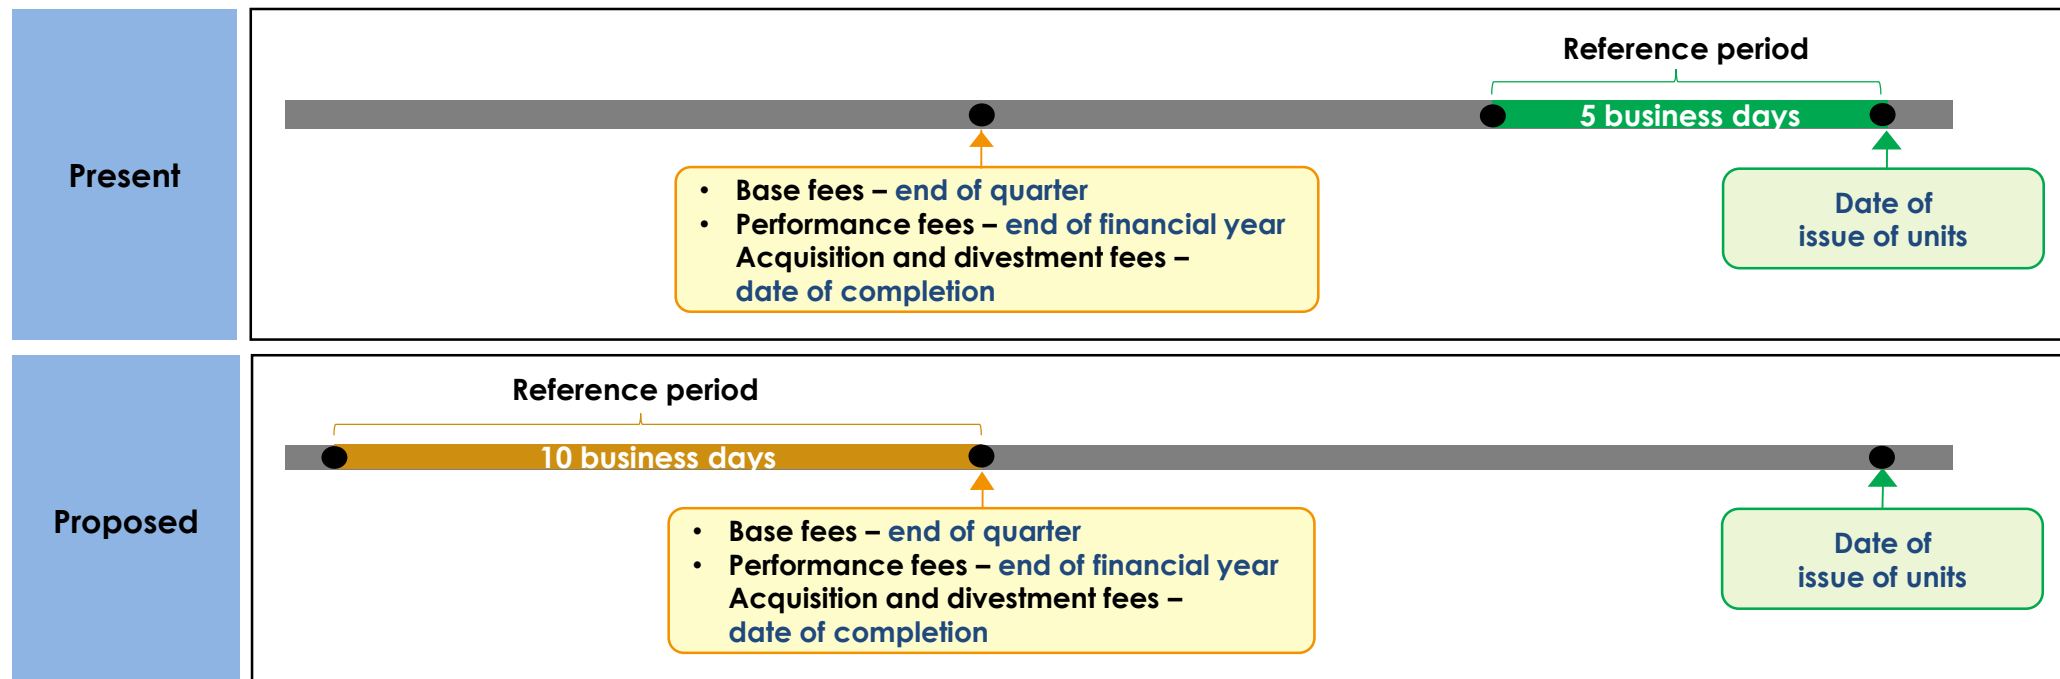 Present
Reference period
5 business days
• Base fees – end of quarter
• Performance fees – end of financial year
Acquisition and divestment fees –
date of completion
Date of
issue of units
Proposed
Reference period
10 business days
• Base fees – end of quarter
• Performance fees – end of financial year
Acquisition and divestment fees –
date of completion
Date of
issue of units